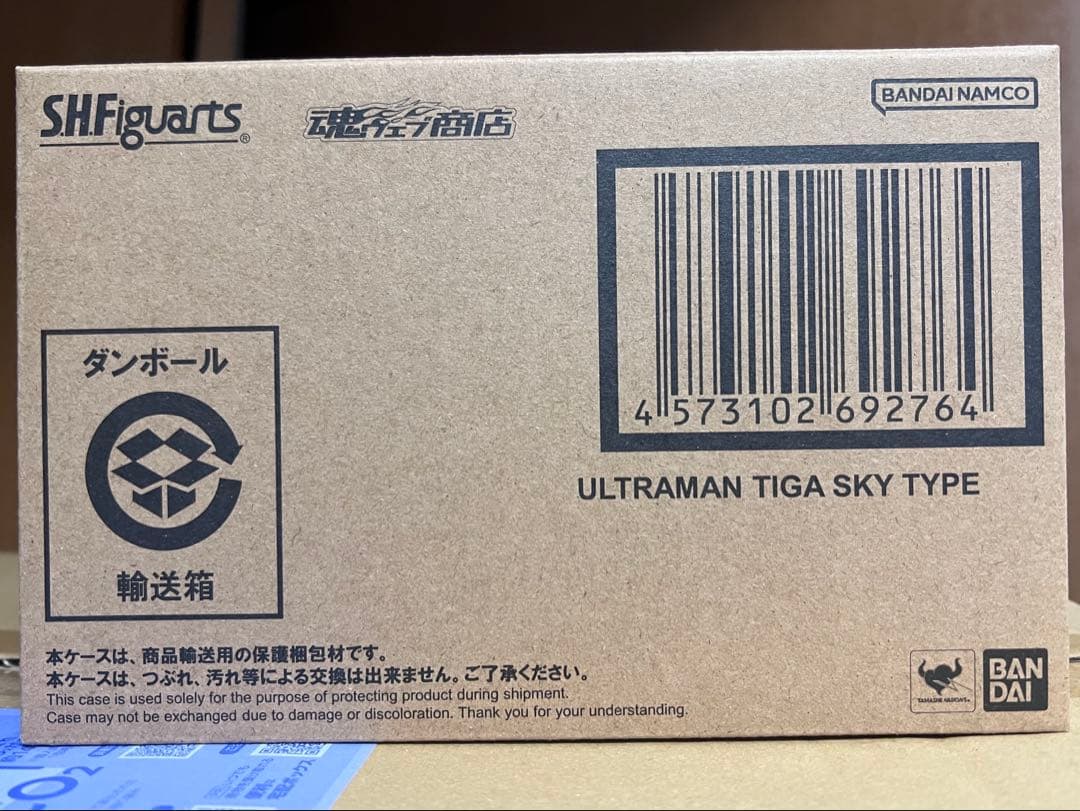 S.H.Figuarts®
魂ウェブ商店
BANDAI NAMCO
4 573102 692764
ULTRAMAN TIGA SKY TYPE
ダンボール
輸送箱
本ケースは、商品輸送用の保護梱包材です。
本ケースは、つぶれ、汚れ等による交換は出来ません。ご了承ください。
This case is used solely for the purpose of protecting product during shipment.
Case may not be exchanged due to damage or discoloration. Thank you for your understanding.
TAMASHII NATIONS
BAN
DAI